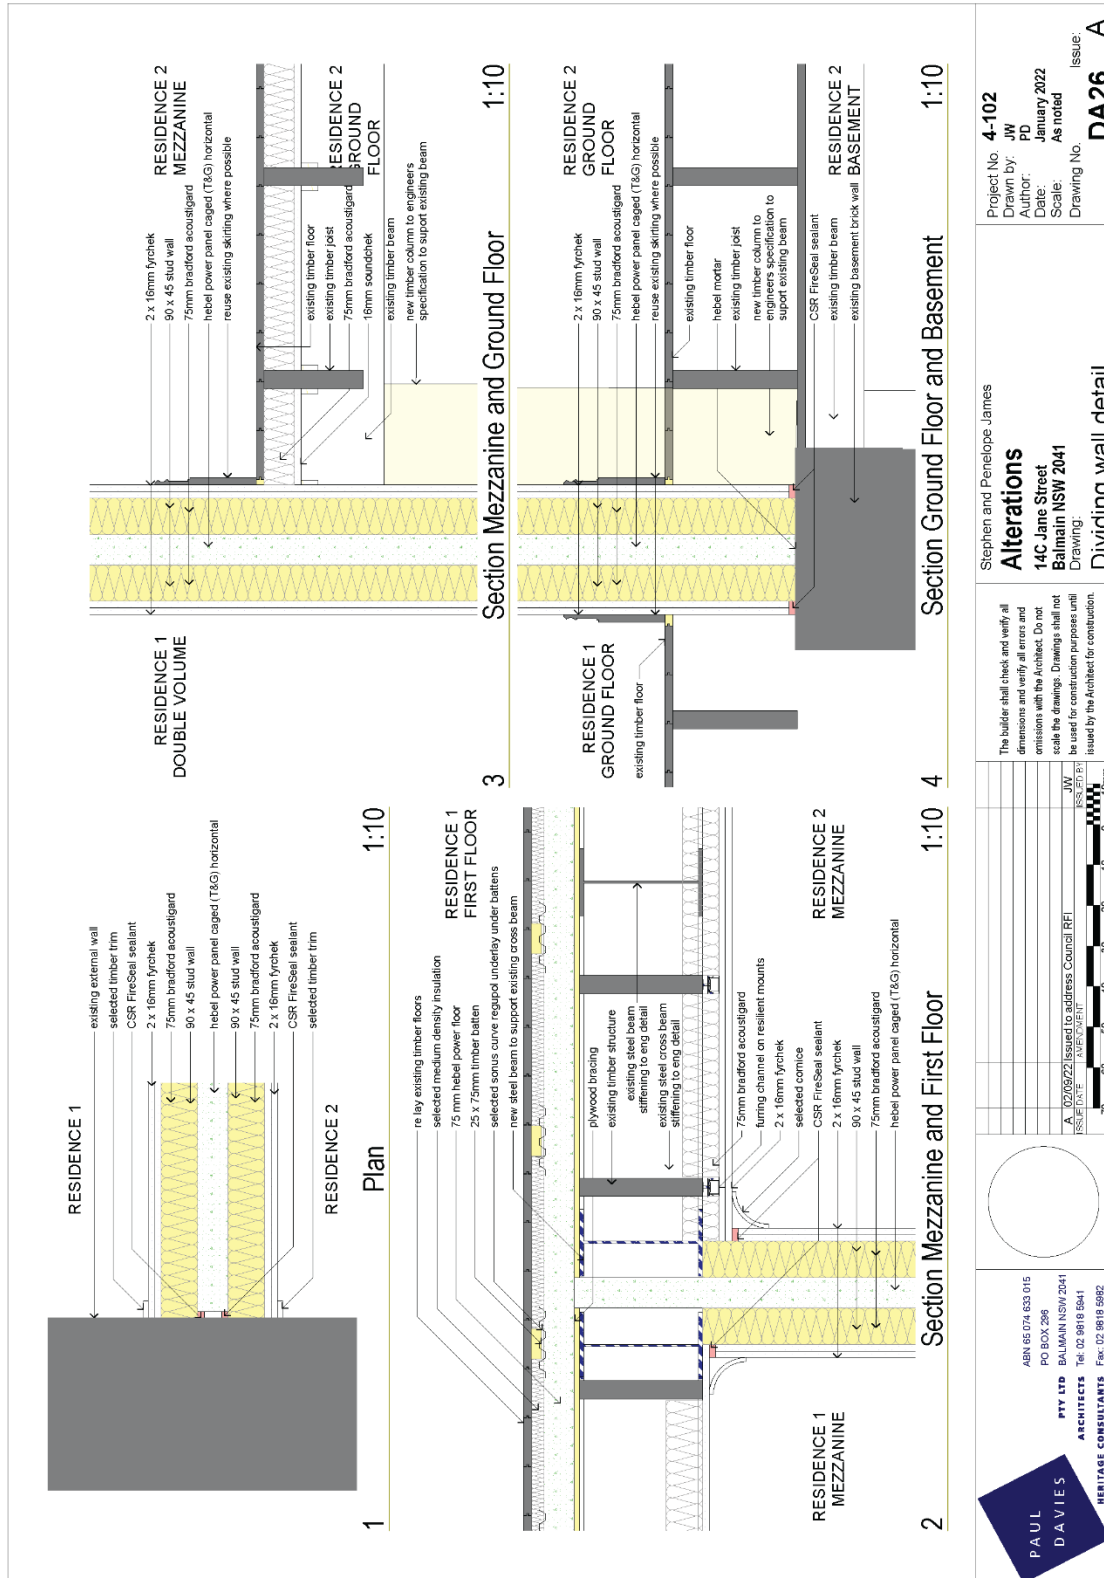 RESIDENCE 1
existing external wall
selected timber trim
CSR FireSeal sealant
2 x 16mm fyrchek
75mm bradford acoustigard
90 x 45 stud wall
hebel power panel caged (T&G) horizontal
90 x 45 stud wall
75mm bradford acoustigard
2 x 16mm fyrchek
CSR FireSeal sealant
selected timber trim
RESIDENCE 2
1
Plan
1:10
RESIDENCE 1
FIRST FLOOR
re lay existing timber floors
selected medium density insulation
75 mm hebel power floor
25 x 75mm timber batten
selected sonus curve regupol underlay under battens
new steel beam to support existing cross beam
plywood bracing
existing timber structure
existing steel beam
stiffening to eng detail
existing steel cross beam
stiffening to eng detail
75mm bradford acoustigard
furring channel on resilient mounts
2 x 16mm fyrchek
selected cornice
CSR FireSeal sealant
2 x 16mm fyrchek
90 x 45 stud wall
75mm bradford acoustigard
hebel power panel caged (T&G) horizontal
RESIDENCE 1
MEZZANINE
RESIDENCE 2
MEZZANINE
2
Section Mezzanine and First Floor
1:10
RESIDENCE 1
DOUBLE VOLUME
RESIDENCE 2
MEZZANINE
2 x 16mm fyrchek
90 x 45 stud wall
75mm bradford acoustigard
hebel power panel caged (T&G) horizontal
reuse existing skirting where possible
existing timber floor
existing timber joist
75mm bradford acoustigard
16mm soundchek
existing timber beam
new timber column to engineers
specification to suport existing beam
RESIDENCE 2
GROUND
FLOOR
3
Section Mezzanine and Ground Floor
1:10
RESIDENCE 1
GROUND FLOOR
existing timber floor
RESIDENCE 2
GROUND
FLOOR
2 x 16mm fyrchek
90 x 45 stud wall
75mm bradford acoustigard
hebel power panel caged (T&G) horizontal
reuse existing skirting where possible
existing timber floor
hebel mortar
existing timber joist
new timber column to
engineers specification to
suport existing beam
CSR FireSeal sealant
existing timber beam
existing basement brick wall
RESIDENCE 2
BASEMENT
4
Section Ground Floor and Basement
1:10
PAUL
DAVIES
PTY LTD
ARCHITECTS
HERITAGE CONSULTANTS
ABN 65 074 633 015
PO BOX 296
BALMAIN NSW 2041
Tel: 02 9818 5941
Fax: 02 9818 5982
A 02/09/22 Issued to address Council RFI JW
ISSUE DATE AMENDMENT ISSUED BY
The builder shall check and verify all
dimensions and verify all errors and
omissions with the Architect. Do not
scale the drawings. Drawings shall not
be used for construction purposes until
issued by the Architect for construction.
Stephen and Penelope James
Alterations
14C Jane Street
Balmain NSW 2041
Drawing:
Dividing wall detail
Project No. 4-102
Drawn by: JW
Author: PD
Date: January 2022
Scale: As noted
Drawing No. Issue:
DA26 A